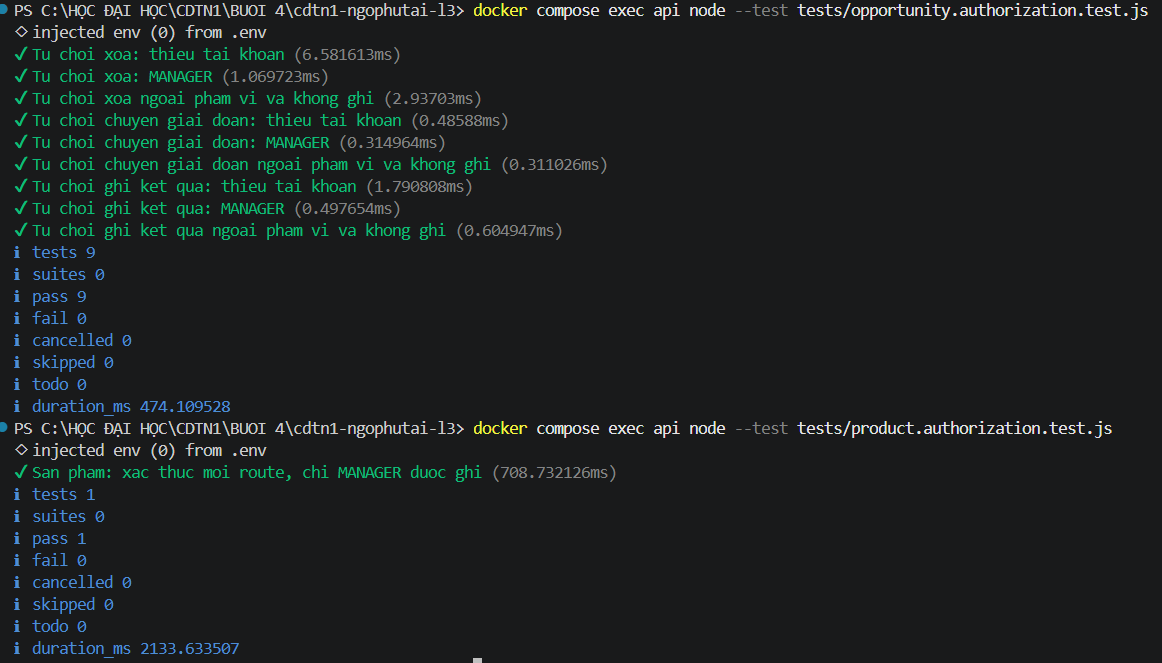 PS C:\HỌC ĐẠI HỌC\CDTN1\BUOI 4\cdtn1-ngophutai-l3> docker compose exec api node --test tests/opportunity.authorization.test.js
◇ injected env (0) from .env
✓ Tu choi xoa: thieu tai khoan (6.581613ms)
✓ Tu choi xoa: MANAGER (1.069723ms)
✓ Tu choi xoa ngoai pham vi va khong ghi (2.93703ms)
✓ Tu choi chuyen giai doan: thieu tai khoan (0.48588ms)
✓ Tu choi chuyen giai doan: MANAGER (0.314964ms)
✓ Tu choi chuyen giai doan ngoai pham vi va khong ghi (0.311026ms)
✓ Tu choi ghi ket qua: thieu tai khoan (1.790808ms)
✓ Tu choi ghi ket qua: MANAGER (0.497654ms)
✓ Tu choi ghi ket qua ngoai pham vi va khong ghi (0.604947ms)
ℹ tests 9
ℹ suites 0
ℹ pass 9
ℹ fail 0
ℹ cancelled 0
ℹ skipped 0
ℹ todo 0
ℹ duration_ms 474.109528
PS C:\HỌC ĐẠI HỌC\CDTN1\BUOI 4\cdtn1-ngophutai-l3> docker compose exec api node --test tests/product.authorization.test.js
◇ injected env (0) from .env
✓ San pham: xac thuc moi route, chi MANAGER duoc ghi (708.732126ms)
ℹ tests 1
ℹ suites 0
ℹ pass 1
ℹ fail 0
ℹ cancelled 0
ℹ skipped 0
ℹ todo 0
ℹ duration_ms 2133.633507